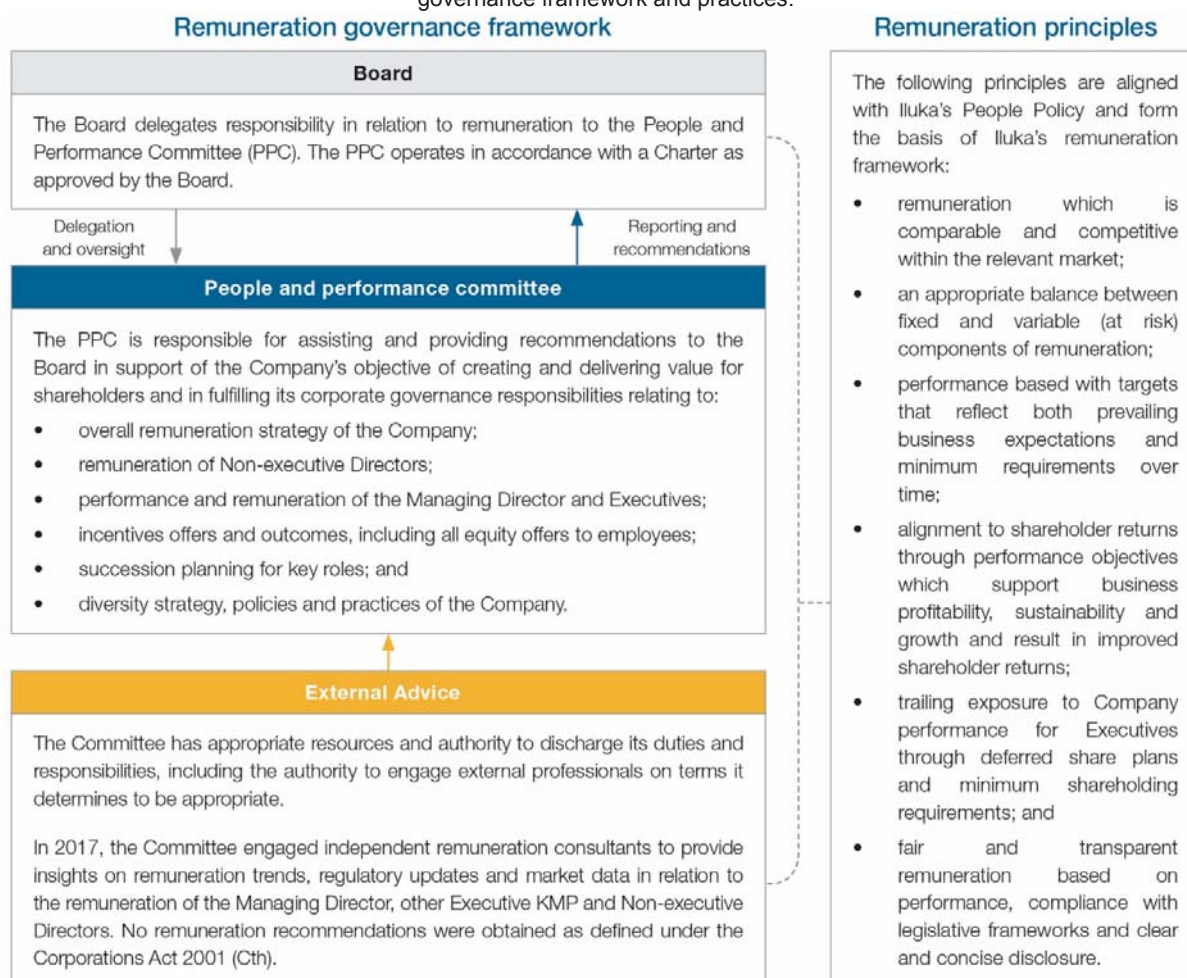 governance framework and practices.
Remuneration governance framework
Board
The Board delegates responsibility in relation to remuneration to the People and
Performance Committee (PPC). The PPC operates in accordance with a Charter as
approved by the Board.
Delegation
and oversight
Reporting and
recommendations
People and performance committee
The PPC is responsible for assisting and providing recommendations to the
Board in support of the Company's objective of creating and delivering value for
shareholders and in fulfilling its corporate governance responsibilities relating to:
• overall remuneration strategy of the Company;
• remuneration of Non-executive Directors;
• performance and remuneration of the Managing Director and Executives;
• incentives offers and outcomes, including all equity offers to employees;
• succession planning for key roles; and
• diversity strategy, policies and practices of the Company.
External Advice
The Committee has appropriate resources and authority to discharge its duties and
responsibilities, including the authority to engage external professionals on terms it
determines to be appropriate.
In 2017, the Committee engaged independent remuneration consultants to provide
insights on remuneration trends, regulatory updates and market data in relation to
the remuneration of the Managing Director, other Executive KMP and Non-executive
Directors. No remuneration recommendations were obtained as defined under the
Corporations Act 2001 (Cth).
Remuneration principles
The following principles are aligned
with Iluka's People Policy and form
the basis of Iluka's remuneration
framework:
• remuneration which is
comparable and competitive
within the relevant market;
• an appropriate balance between
fixed and variable (at risk)
components of remuneration;
• performance based with targets
that reflect both prevailing
business expectations and
minimum requirements over
time;
• alignment to shareholder returns
through performance objectives
which support business
profitability, sustainability and
growth and result in improved
shareholder returns;
• trailing exposure to Company
performance for Executives
through deferred share plans
and minimum shareholding
requirements; and
• fair and transparent
remuneration based on
performance, compliance with
legislative frameworks and clear
and concise disclosure.